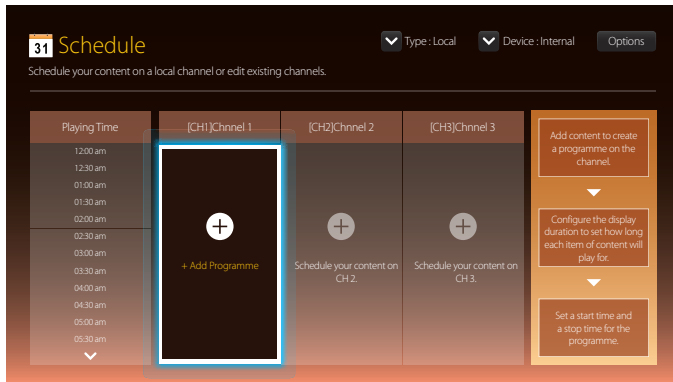 31 Schedule
Type : Local
Device : Internal
Options
Schedule your content on a local channel or edit existing channels.
Playing Time
12:00 am
12:30 am
01:00 am
01:30 am
02:00 am
02:30 am
03:00 am
03:30 am
04:00 am
04:30 am
05:00 am
05:30 am
[CH1]Chnnel 1
+ Add Programme
[CH2]Chnnel 2
Schedule your content on
CH 2.
[CH3]Chnnel 3
Schedule your content on
CH 3.
Add content to create
a programme on the
channel.
Configure the display
duration to set how long
each item of content will
play for.
Set a start time and
a stop time for the
programme.